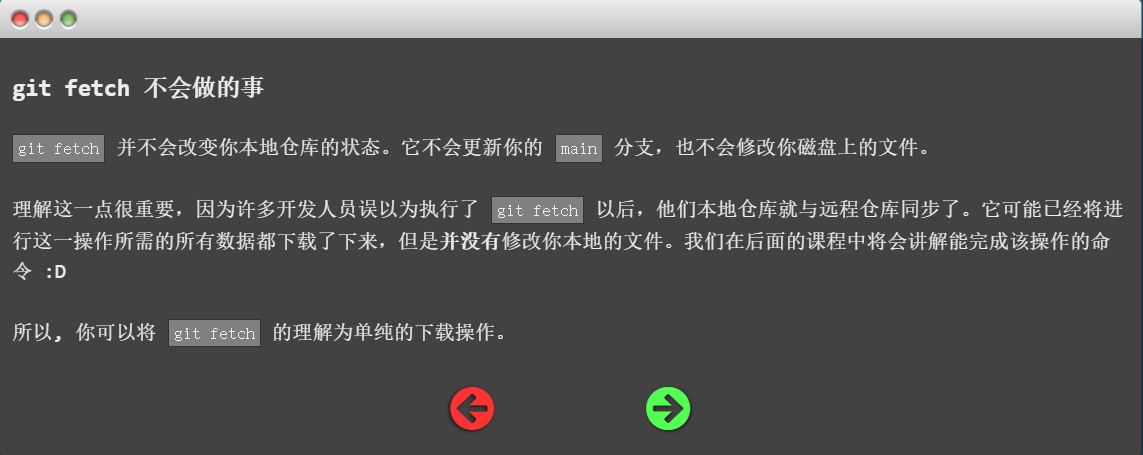 git fetch 不会做的事
git fetch 并不会改变你本地仓库的状态。它不会更新你的 main 分支，也不会修改你磁盘上的文件。
理解这一点很重要，因为许多开发人员误以为执行了 git fetch 以后，他们本地仓库就与远程仓库同步了。它可能已经将进
行这一操作所需的所有数据都下载了下来，但是并没有修改你本地的文件。我们在后面的课程中将会讲解能完成该操作的命
令 :D
所以, 你可以将 git fetch 的理解为单纯的下载操作。